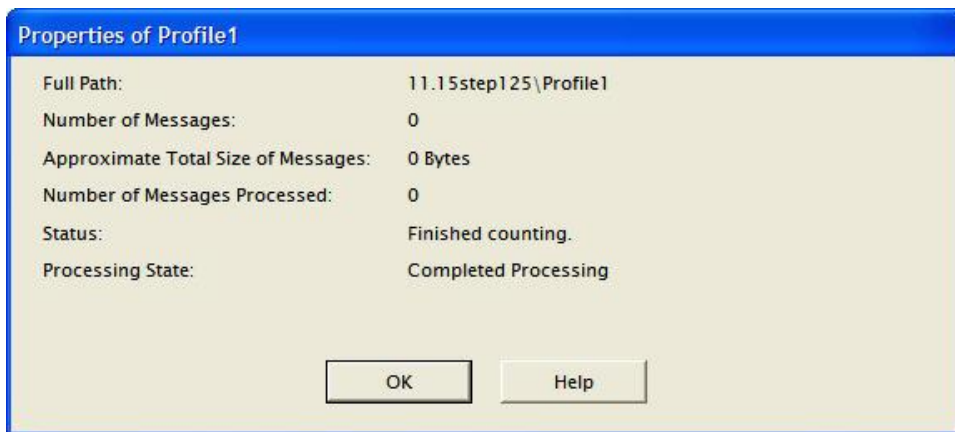 Properties of Profile1
Full Path: 11.15step125\Profile1
Number of Messages: 0
Approximate Total Size of Messages: 0 Bytes
Number of Messages Processed: 0
Status: Finished counting.
Processing State: Completed Processing
OK Help